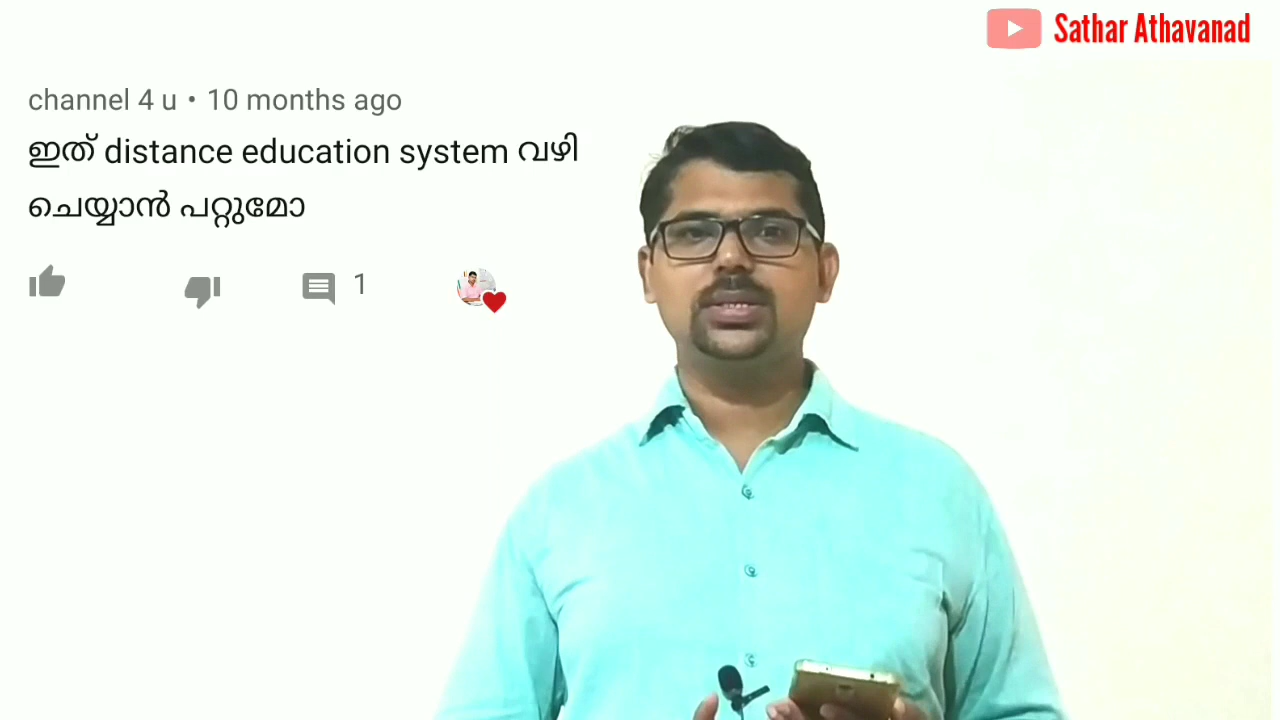 Sathar Athavanad
channel 4 u • 10 months ago
ഇത് distance education system വഴി
ചെയ്യാൻ പറ്റുമോ
1